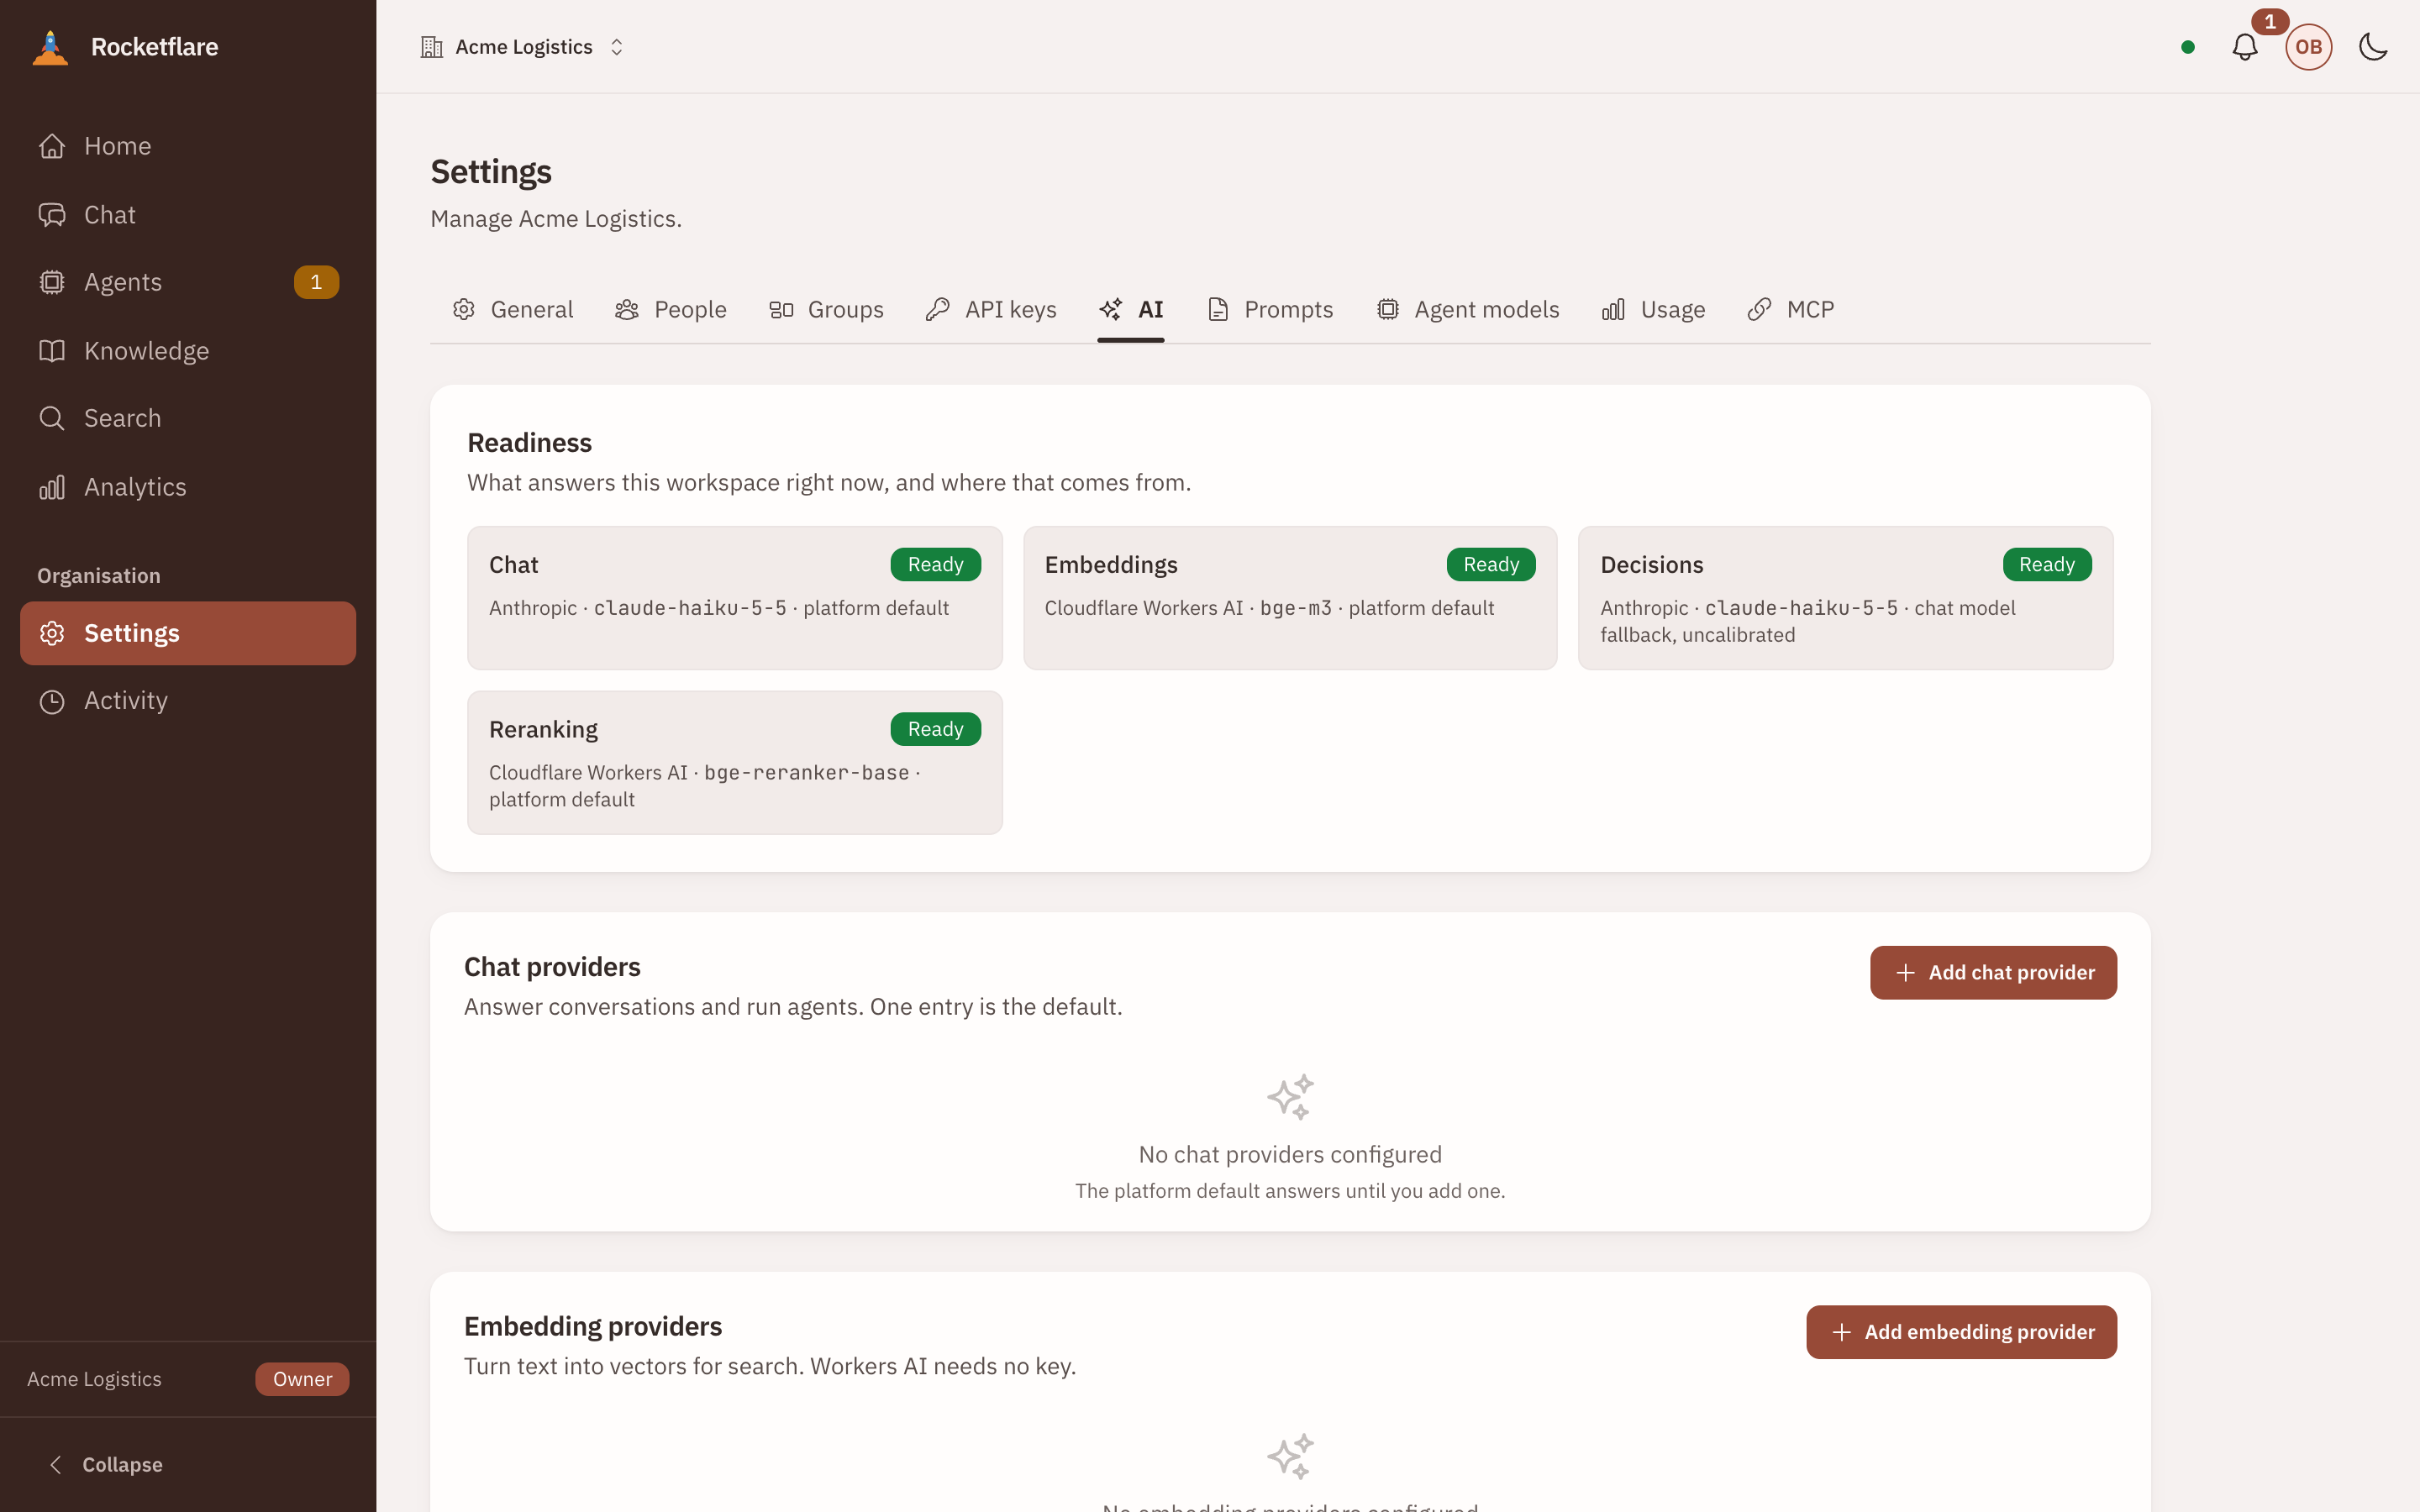 Rocketflare
Home
Chat
Agents 1
Knowledge
Search
Analytics
Organisation
Settings
Activity
Acme Logistics Owner
Collapse
Acme Logistics
1
OB
Settings
Manage Acme Logistics.
General People Groups API keys AI Prompts Agent models Usage MCP
Readiness
What answers this workspace right now, and where that comes from.
Chat Ready
Anthropic · claude-haiku-5-5 · platform default
Embeddings Ready
Cloudflare Workers AI · bge-m3 · platform default
Decisions Ready
Anthropic · claude-haiku-5-5 · chat model
fallback, uncalibrated
Reranking Ready
Cloudflare Workers AI · bge-reranker-base ·
platform default
Chat providers
Answer conversations and run agents. One entry is the default.
Add chat provider
No chat providers configured
The platform default answers until you add one.
Embedding providers
Turn text into vectors for search. Workers AI needs no key.
Add embedding provider
No embedding providers configured